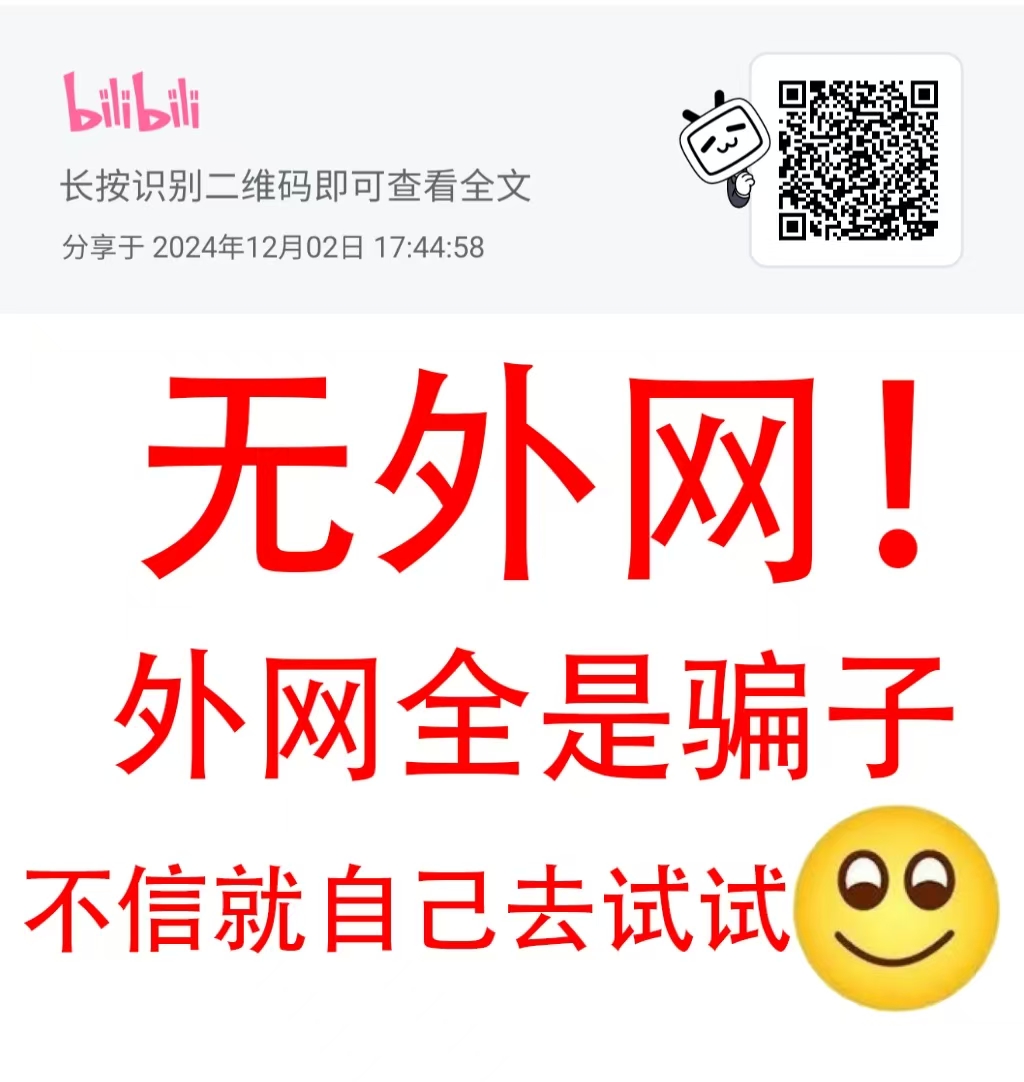 bilibili
长按识别二维码即可查看全文
分享于 2024年12月02日 17:44:58
无外网！
外网全是骗子
不信就自己去试试